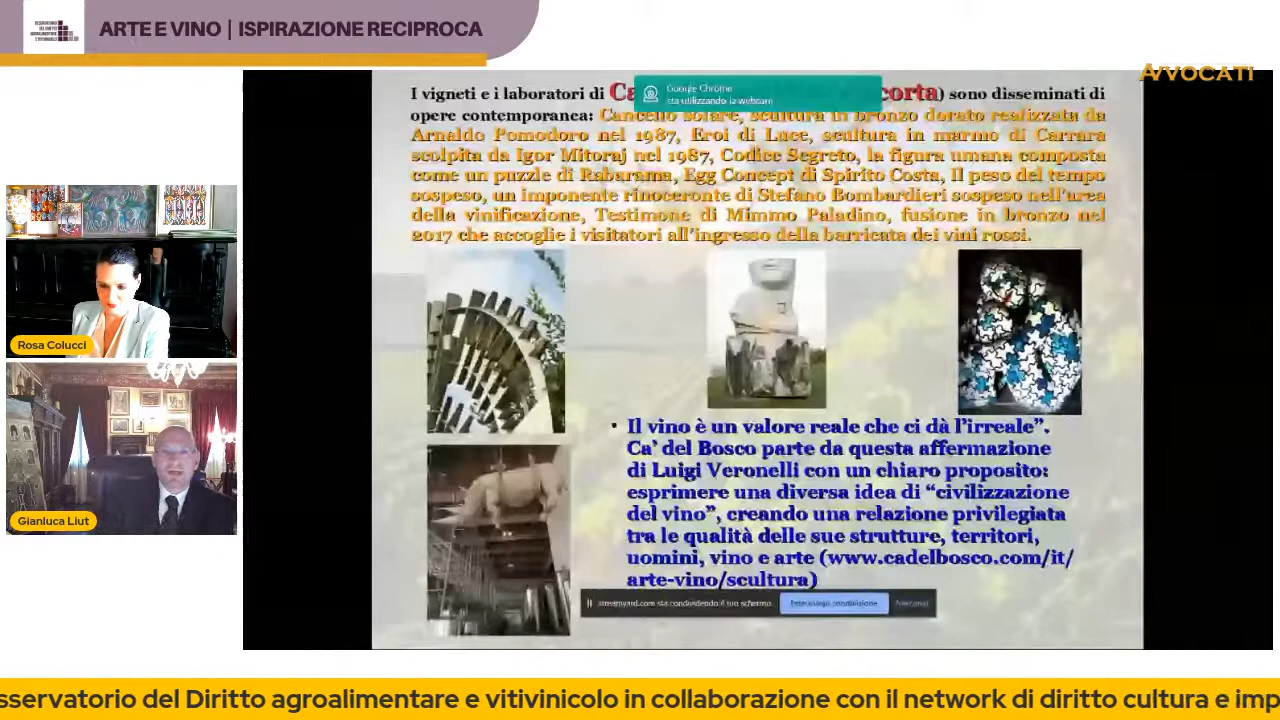 ARTE E VINO | ISPIRAZIONE RECIPROCA
AVVOCATI
I vigneti e i laboratori di Ca corta) sono disseminati di
Google Chrome
sta utilizzando la webcam
opere contemporanea: Cancello solare, scultura in bronzo dorato realizzata da
Arnaldo Pomodoro nel 1987, Eroi di Luce, scultura in marmo di Carrara
scolpita da Igor Mitoraj nel 1987, Codice Segreto, la figura umana composta
come un puzzle di Rabarama, Egg Concept di Spirito Costa, Il peso del tempo
sospeso, un imponente rinoceronte di Stefano Bombardieri sospeso nell'area
della vinificazione, Testimone di Mimmo Paladino, fusione in bronzo nel
2017 che accoglie i visitatori all'ingresso della barricata dei vini rossi.
Rosa Colucci
Gianluca Liut
• Il vino è un valore reale che ci dà l'irreale”.
Ca' del Bosco parte da questa affermazione
di Luigi Veronelli con un chiaro proposito:
esprimere una diversa idea di “civilizzazione
del vino”, creando una relazione privilegiata
tra le qualità delle sue strutture, territori,
uomini, vino e arte (www.cadelbosco.com/it/
arte-vino/scultura)
streamyard.com sta condividendo il tuo schermo. Interrompi condivisione Nascondi
sservatorio del Diritto agroalimentare e vitivinicolo in collaborazione con il network di diritto cultura e imp